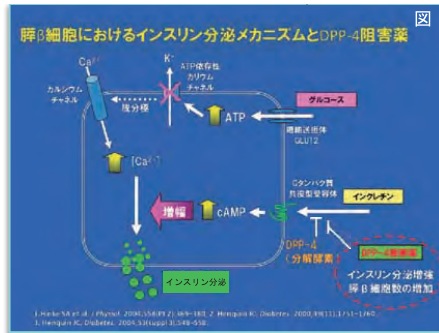 図
膵β細胞におけるインスリン分泌メカニズムとDPP-4阻害薬
Ca²⁺
カルシウム
チャネル
K⁺
ATP依存性
カリウム
チャネル
脱分極
グルコース
ATP
糖輸送担体
GLUT2
[Ca²⁺]
Gタンパク質
共役型受容体
インクレチン
増幅
cAMP
DPP-4
(分解酵素)
DPP-4阻害薬
インスリン分泌増強
膵β細胞数の増加
インスリン分泌